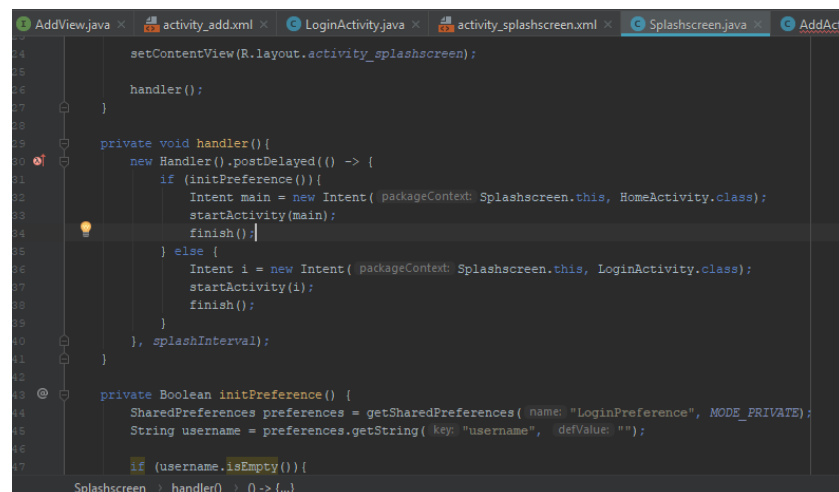 AddView.java × activity_add.xml × LoginActivity.java × activity_splashscreen.xml × Splashscreen.java × AddAct
24 setContentView(R.layout.activity_splashscreen);
25
26 handler();
27 }
28
29 private void handler(){
30 new Handler().postDelayed(() -> {
31 if (initPreference()){
32 Intent main = new Intent( packageContext: Splashscreen.this, HomeActivity.class);
33 startActivity(main);
34 finish();
35 } else {
36 Intent i = new Intent( packageContext: Splashscreen.this, LoginActivity.class);
37 startActivity(i);
38 finish();
39 }
40 }, splashInterval);
41 }
42
43 @ private Boolean initPreference() {
44 SharedPreferences preferences = getSharedPreferences( name: "LoginPreference", MODE_PRIVATE);
45 String username = preferences.getString( key: "username", defValue: "");
46
47 if (username.isEmpty()){
Splashscreen > handler() > () -> {...}